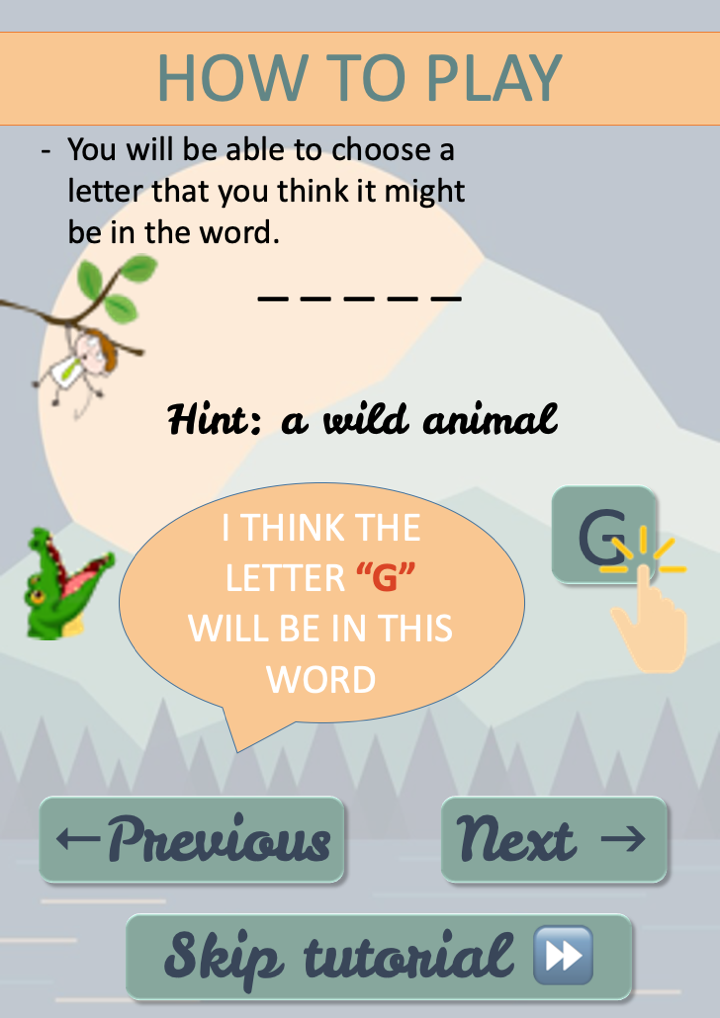 HOW TO PLAY
- You will be able to choose a
letter that you think it might
be in the word.
_ _ _ _ _
Hint: a wild animal
I THINK THE
LETTER “G”
WILL BE IN THIS
WORD
G
←Previous
Next →
Skip tutorial ⏩